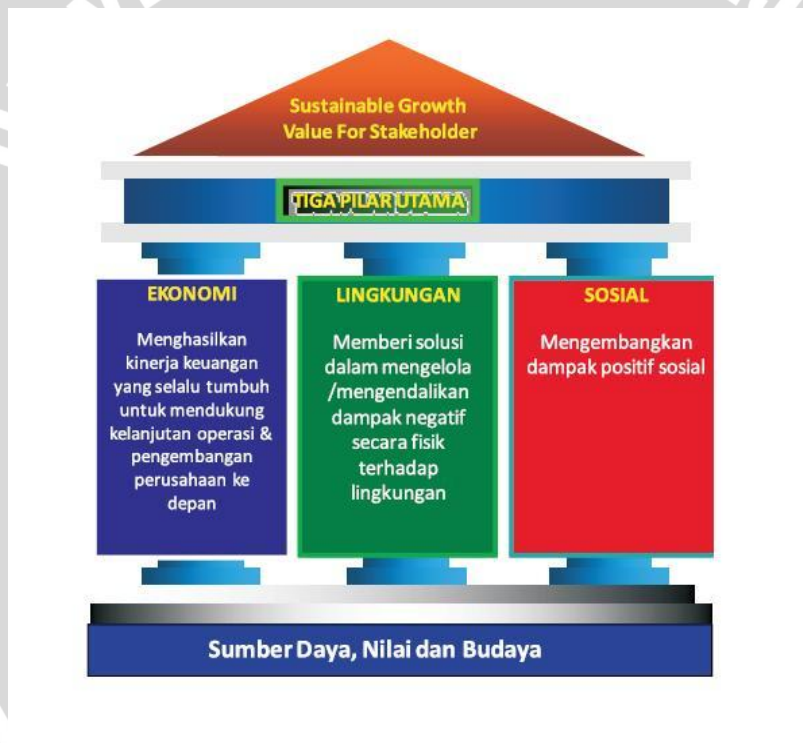 Sustainable Growth
Value For Stakeholder
TIGA PILAR UTAMA
EKONOMI
Menghasilkan
kinerja keuangan
yang selalu tumbuh
untuk mendukung
kelanjutan operasi &
pengembangan
perusahaan ke
depan
LINGKUNGAN
Memberi solusi
dalam mengelola
/mengendalikan
dampak negatif
secara fisik
terhadap
lingkungan
SOSIAL
Mengembangkan
dampak positif sosial
Sumber Daya, Nilai dan Budaya